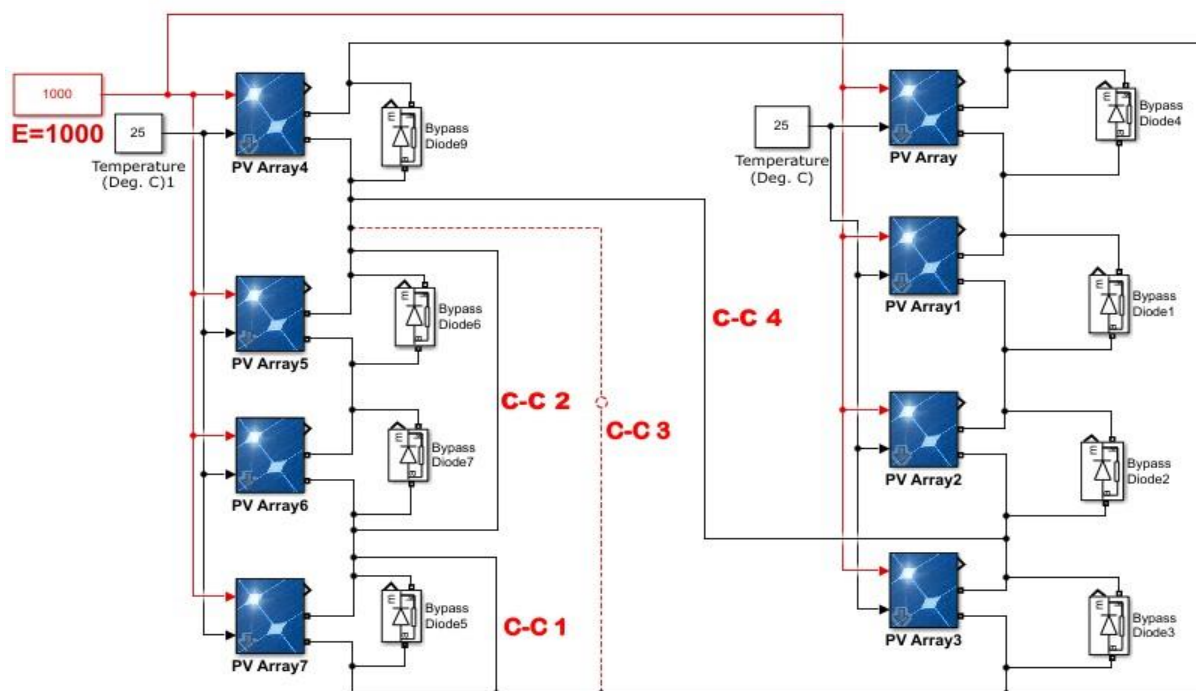 1000
E=1000
25
Temperature
(Deg. C)1
PV Array4
Bypass
Diode9
PV Array5
Bypass
Diode6
PV Array6
Bypass
Diode7
PV Array7
Bypass
Diode5
C-C 2
C-C 3
C-C 4
C-C 1
25
Temperature
(Deg. C)
PV Array
Bypass
Diode4
PV Array1
Bypass
Diode1
PV Array2
Bypass
Diode2
PV Array3
Bypass
Diode3